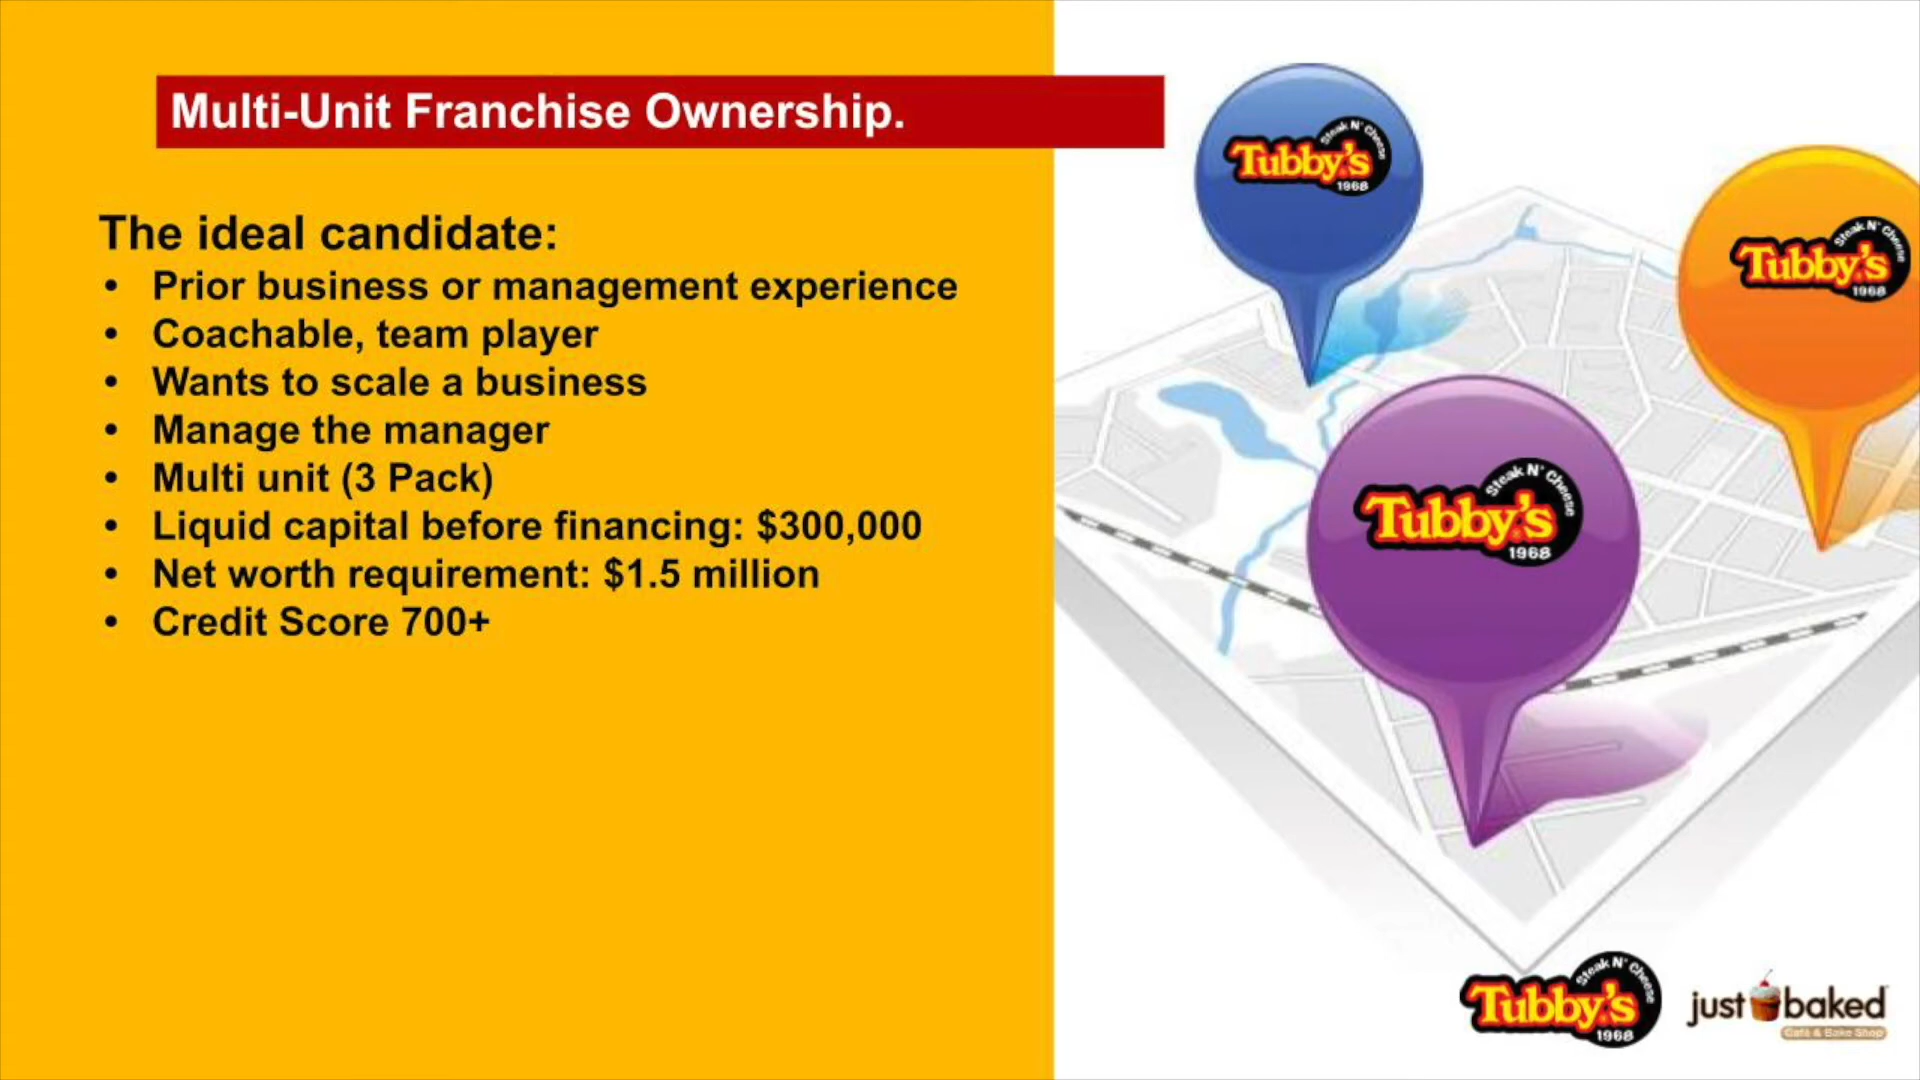 Multi-Unit Franchise Ownership.
The ideal candidate:
• Prior business or management experience
• Coachable, team player
• Wants to scale a business
• Manage the manager
• Multi unit (3 Pack)
• Liquid capital before financing: $300,000
• Net worth requirement: $1.5 million
• Credit Score 700+
Steak N' Cheese
Tubby's
1968
Steak N' Cheese
Tubby's
1968
Steak N' Cheese
Tubby's
1968
Steak N' Cheese
Tubby's
1968
just baked
Café & Bake Shop